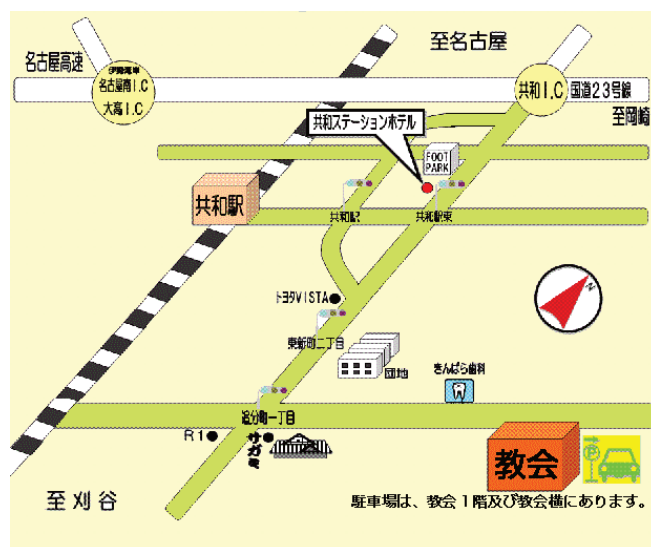 至名古屋
名古屋高速
伊勢湾岸
名古屋南I.C
大高I.C
共和I.C
国道23号線
至岡崎
共和ステーションホテル
FOOT
PARK
共和駅
共和駅
共和駅東
N
トヨタVISTA
東新町二丁目
団地
きんばら歯科
追分町一丁目
R1
サガミ
教会
P
至刈谷
駐車場は、教会1階及び教会横にあります。